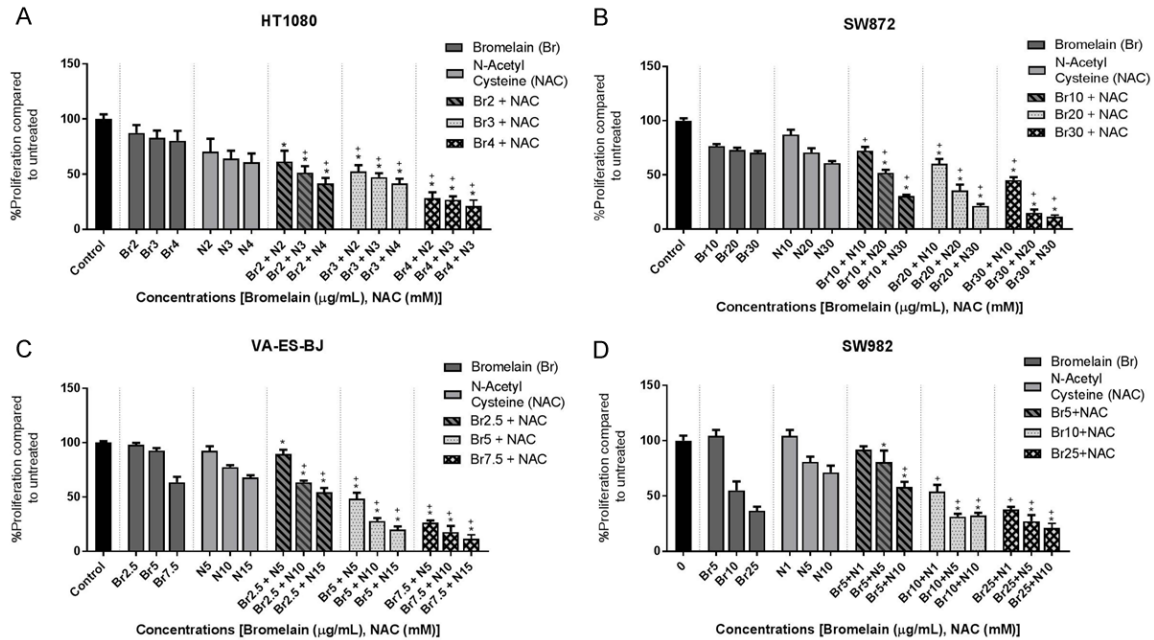 A
HT1080
Bromelain (Br)
N-Acetyl
Cysteine (NAC)
Br2 + NAC
Br3 + NAC
Br4 + NAC
%Proliferation compared
to untreated
150
100
50
0
* + * + * + * + * + * + * + * + *
Control Br2 Br3 Br4 N2 N3 N4 Br2 + N2 Br2 + N3 Br2 + N4 Br3 + N2 Br3 + N3 Br3 + N4 Br4 + N2 Br4 + N3 Br4 + N3
Concentrations [Bromelain (μg/mL), NAC (mM)]
B
SW872
Bromelain (Br)
N-Acetyl
Cysteine (NAC)
Br10 + NAC
Br20 + NAC
Br30 + NAC
%Proliferation compared
to untreated
150
100
50
0
+ + * + * + * + * + * + * + * + *
Control Br10 Br20 Br30 N10 N20 N30 Br10 + N10 Br10 + N20 Br10 + N30 Br20 + N10 Br20 + N20 Br20 + N30 Br30 + N10 Br30 + N20 Br30 + N30
Concentrations [Bromelain (μg/mL), NAC (mM)]
C
VA-ES-BJ
Bromelain (Br)
N-Acetyl
Cysteine (NAC)
Br2.5 + NAC
Br5 + NAC
Br7.5 + NAC
%Proliferation compared
to untreated
150
100
50
0
* + * + * + * + * + * + * + * + *
Control Br2.5 Br5 Br7.5 N5 N10 N15 Br2.5 + N5 Br2.5 + N10 Br2.5 + N15 Br5 + N5 Br5 + N10 Br5 + N15 Br7.5 + N5 Br7.5 + N10 Br7.5 + N15
Concentrations [Bromelain (μg/mL), NAC (mM)]
D
SW982
Bromelain (Br)
N-Acetyl
Cysteine (NAC)
Br5+NAC
Br10+NAC
Br25+NAC
%Proliferation compared
to untreated
150
100
50
0
* + * + + * + * + + * + *
0 Br5 Br10 Br25 N1 N5 N10 Br5+N1 Br5+N5 Br5+N10 Br10+N1 Br10+N5 Br10+N10 Br25+N1 Br25+N5 Br25+N10
Concentrations [Bromelain (μg/mL), NAC (mM)]